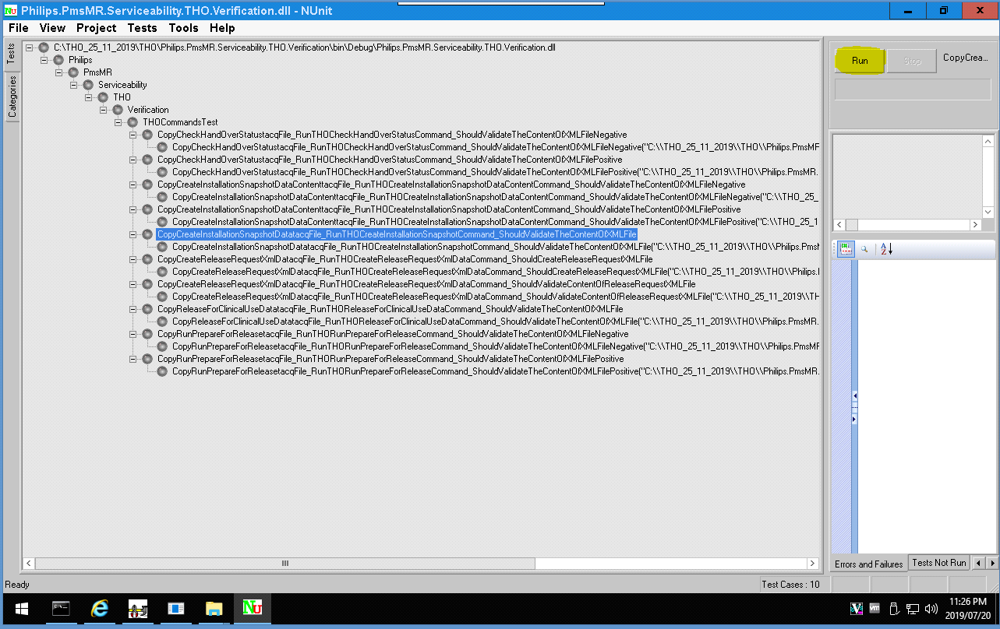 Philips.PmsMR.Serviceability.THO.Verification.dll - NUnit
File View Project Tests Tools Help
Tests
Categories
C:\THO_25_11_2019\THO\Philips.PmsMR.Serviceability.THO.Verification\bin\Debug\Philips.PmsMR.Serviceability.THO.Verification.dll
Philips
PmsMR
Serviceability
THO
Verification
THOCommandsTest
CopyCheckHandOverStatustacqFile_RunTHOCheckHandOverStatusCommand_ShouldValidateTheContentOfXMLFileNegative
CopyCheckHandOverStatustacqFile_RunTHOCheckHandOverStatusCommand_ShouldValidateTheContentOfXMLFileNegative("C:\\THO_25_11_2019\\THO\\Philips.PmsMF
CopyCheckHandOverStatustacqFile_RunTHOCheckHandOverStatusCommand_ShouldValidateTheContentOfXMLFilePositive
CopyCheckHandOverStatustacqFile_RunTHOCheckHandOverStatusCommand_ShouldValidateTheContentOfXMLFilePositive("C:\\THO_25_11_2019\\THO\\Philips.PmsMR.
CopyCreateInstallationSnapshotDataContenttacqFile_RunTHOCreateInstallationSnapshotDataContentCommand_ShouldValidateTheContentOfXMLFileNegative
CopyCreateInstallationSnapshotDataContenttacqFile_RunTHOCreateInstallationSnapshotDataContentCommand_ShouldValidateTheContentOfXMLFileNegative("C:\\THO_25_
CopyCreateInstallationSnapshotDataContenttacqFile_RunTHOCreateInstallationSnapshotDataContentCommand_ShouldValidateTheContentOfXMLFilePositive
CopyCreateInstallationSnapshotDataContenttacqFile_RunTHOCreateInstallationSnapshotDataContentCommand_ShouldValidateTheContentOfXMLFilePositive("C:\\THO_25_1
CopyCreateInstallationSnapshotDatatacqFile_RunTHOCreateInstallationSnapshotCommand_ShouldValidateTheContentOfXMLFile
CopyCreateInstallationSnapshotDatatacqFile_RunTHOCreateInstallationSnapshotCommand_ShouldValidateTheContentOfXMLFile("C:\\THO_25_11_2019\\THO\\Philips.PmsM
CopyCreateReleaseRequestXmlDatacqFile_RunTHOCreateReleaseRequestXmlDataCommand_ShouldCreateReleaseRequestXMLFile
CopyCreateReleaseRequestXmlDatacqFile_RunTHOCreateReleaseRequestXmlDataCommand_ShouldCreateReleaseRequestXMLFile("C:\\THO_25_11_2019\\THO\\Philips.
CopyCreateReleaseRequestXmlDatacqFile_RunTHOCreateReleaseRequestXmlDataCommand_ShouldValidateContentOfReleaseRequestXMLFile
CopyCreateReleaseRequestXmlDatacqFile_RunTHOCreateReleaseRequestXmlDataCommand_ShouldValidateContentOfReleaseRequestXMLFile("C:\\THO_25_11_2019\\TH
CopyReleaseForClinicalUseDatatacqFile_RunTHOReleaseForClinicalUseDataCommand_ShouldValidateTheContentOfXMLFile
CopyReleaseForClinicalUseDatatacqFile_RunTHOReleaseForClinicalUseDataCommand_ShouldValidateTheContentOfXMLFile("C:\\THO_25_11_2019\\THO\\Philips.PmsMR.
CopyRunPrepareForReleasetacqFile_RunTHORunPrepareForReleaseCommand_ShouldValidateTheContentOfXMLFileNegative
CopyRunPrepareForReleasetacqFile_RunTHORunPrepareForReleaseCommand_ShouldValidateTheContentOfXMLFileNegative("C:\\THO_25_11_2019\\THO\\Philips.PmsMF
CopyRunPrepareForReleasetacqFile_RunTHORunPrepareForReleaseCommand_ShouldValidateTheContentOfXMLFilePositive
CopyRunPrepareForReleasetacqFile_RunTHORunPrepareForReleaseCommand_ShouldValidateTheContentOfXMLFilePositive("C:\\THO_25_11_2019\\THO\\Philips.PmsMR.
Run Stop CopyCrea...
Errors and Failures Tests Not Run
Ready Test Cases : 10
11:26 PM
2019/07/20